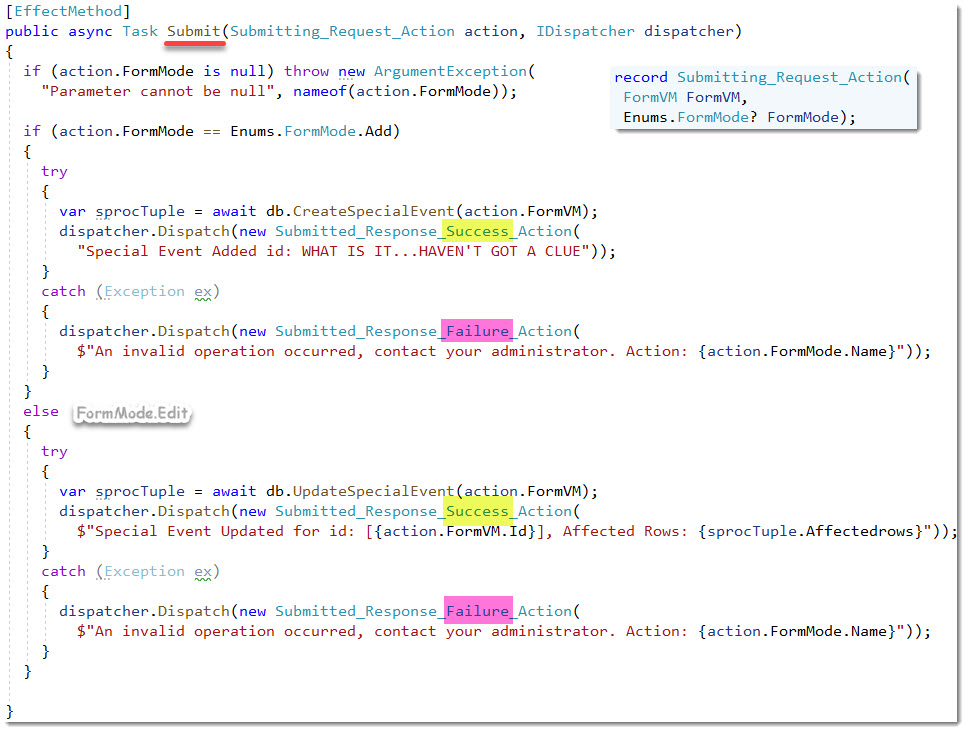 [EffectMethod]
public async Task Submit(Submitting_Request_Action action, IDispatcher dispatcher)
{
if (action.FormMode is null) throw new ArgumentException(
"Parameter cannot be null", nameof(action.FormMode));
record Submitting_Request_Action(
FormVM FormVM,
Enums.FormMode? FormMode);
if (action.FormMode == Enums.FormMode.Add)
{
try
{
var sprocTuple = await db.CreateSpecialEvent(action.FormVM);
dispatcher.Dispatch(new Submitted_Response_Success_Action(
"Special Event Added id: WHAT IS IT...HAVEN'T GOT A CLUE"));
}
catch (Exception ex)
{
dispatcher.Dispatch(new Submitted_Response_Failure_Action(
$"An invalid operation occurred, contact your administrator. Action: {action.FormMode.Name}"));
}
}
else FormMode.Edit
{
try
{
var sprocTuple = await db.UpdateSpecialEvent(action.FormVM);
dispatcher.Dispatch(new Submitted_Response_Success_Action(
$"Special Event Updated for id: [{action.FormVM.Id}], Affected Rows: {sprocTuple.Affectedrows}"));
}
catch (Exception ex)
{
dispatcher.Dispatch(new Submitted_Response_Failure_Action(
$"An invalid operation occurred, contact your administrator. Action: {action.FormMode.Name}"));
}
}
}